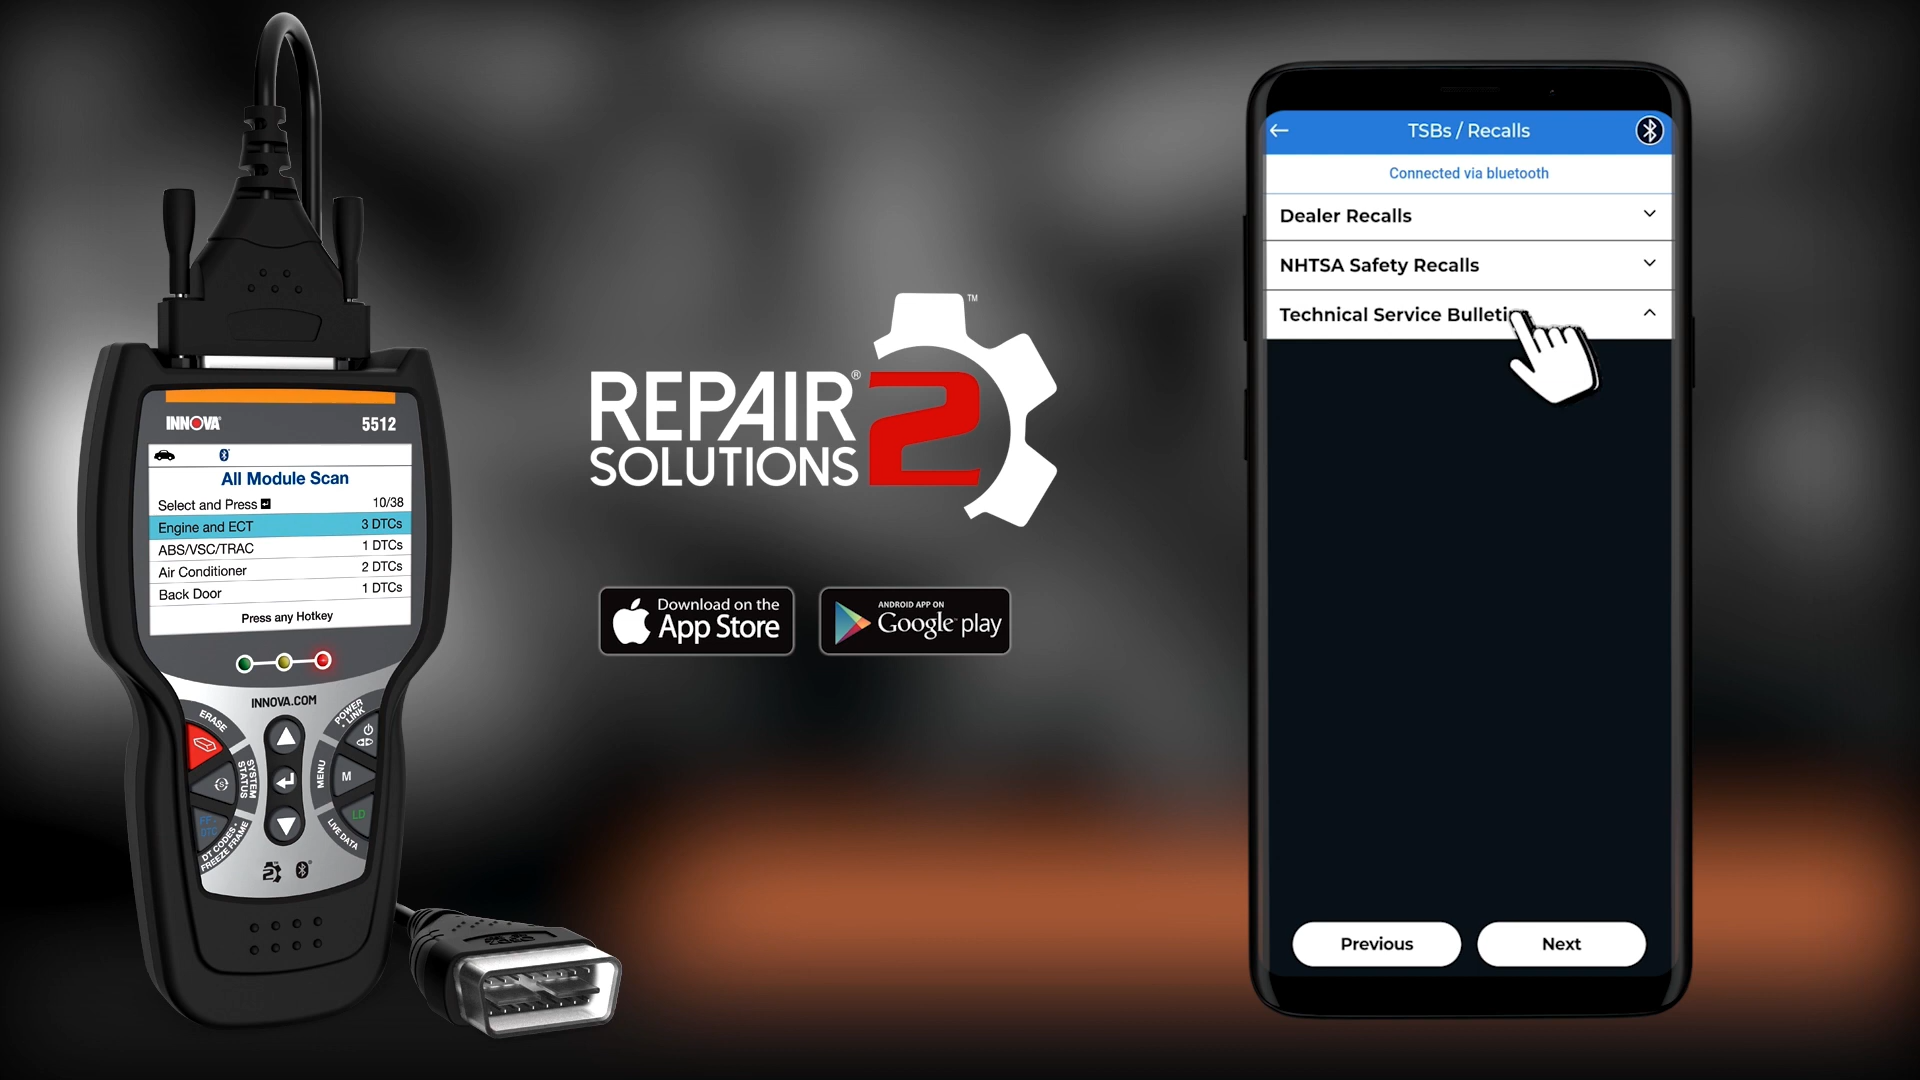 INNOVA®
5512
All Module Scan
Select and Press
10/38
Engine and ECT 3 DTCs
ABS/VSC/TRAC 1 DTCs
Air Conditioner 2 DTCs
Back Door 1 DTCs
Press any Hotkey
INNOVA.COM
ERASE
POWER
• LINK
SYSTEM
STATUS
MENU
M
S
FF -
DTC
LD
DT CODES •
FREEZE FRAME
LIVE DATA
2
REPAIR® 2™
SOLUTIONS
Download on the
App Store
ANDROID APP ON
Google play
TSBs / Recalls
Connected via bluetooth
Dealer Recalls
NHTSA Safety Recalls
Technical Service
Previous
Next